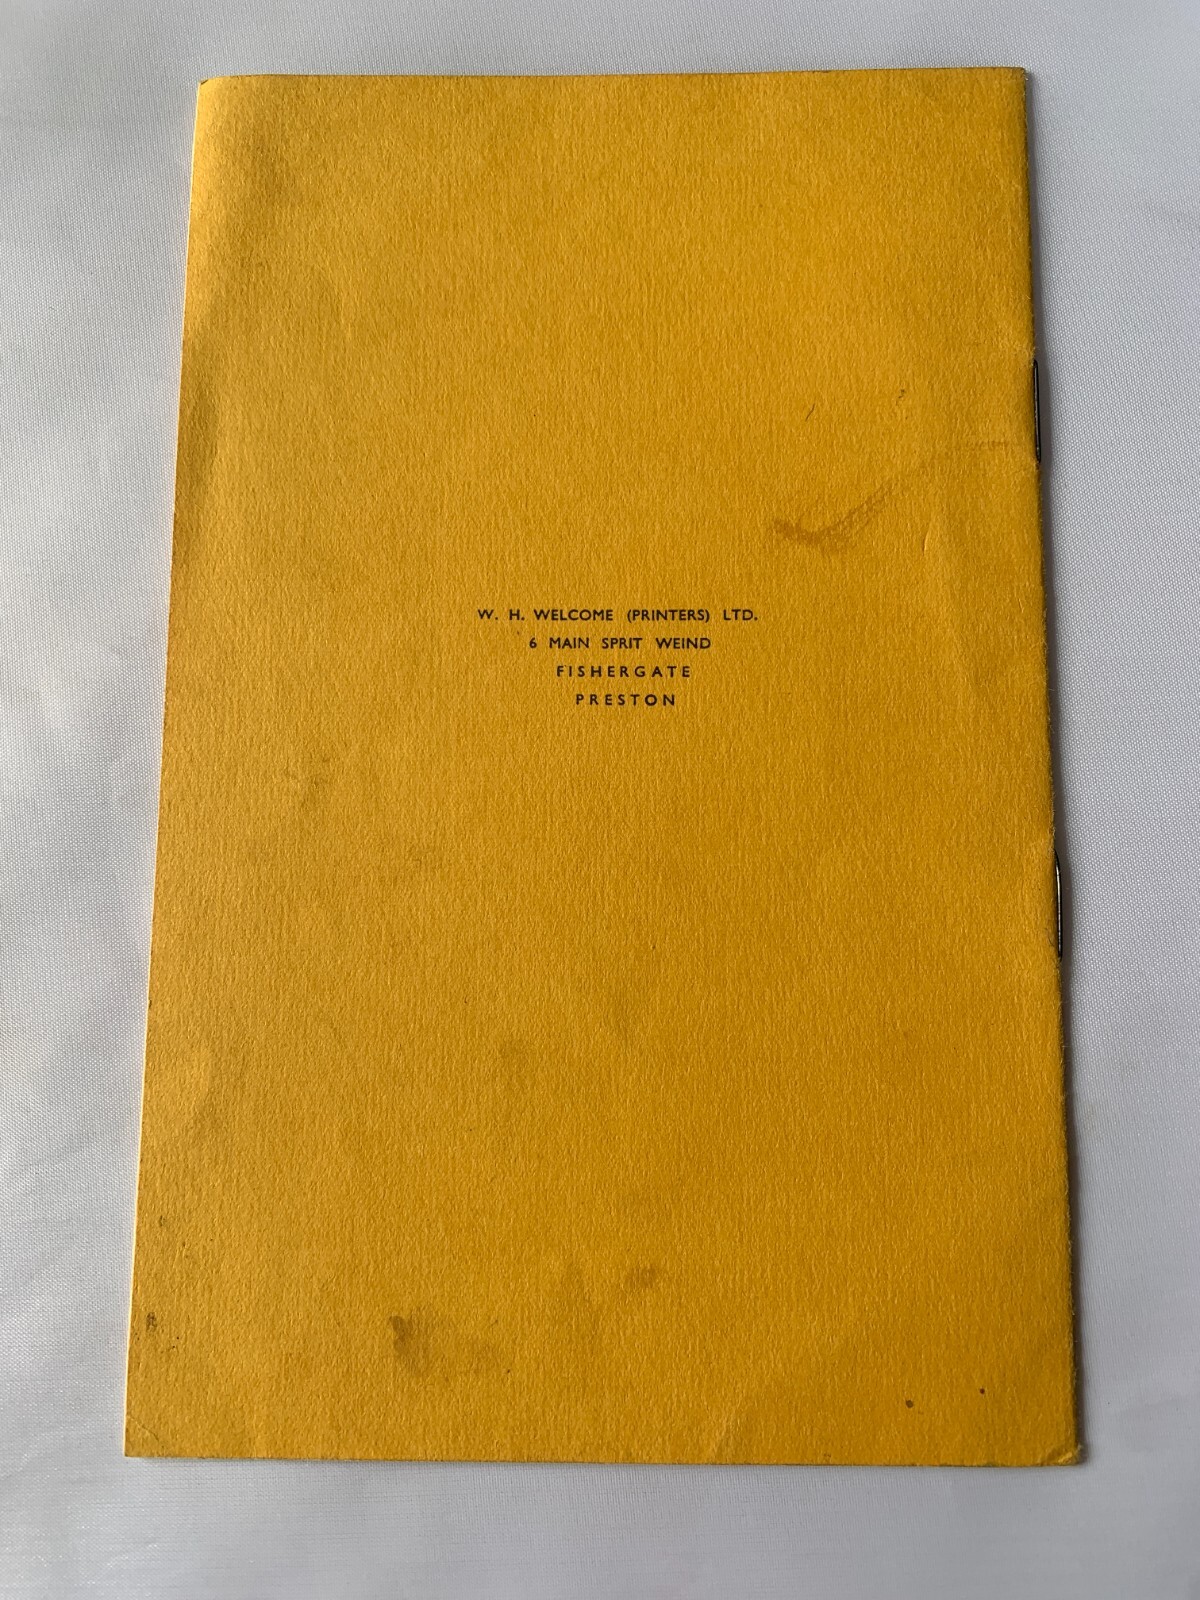 W. H. WELCOME (PRINTERS) LTD.
6 MAIN SPRIT WEIND
FISHERGATE
PRESTON